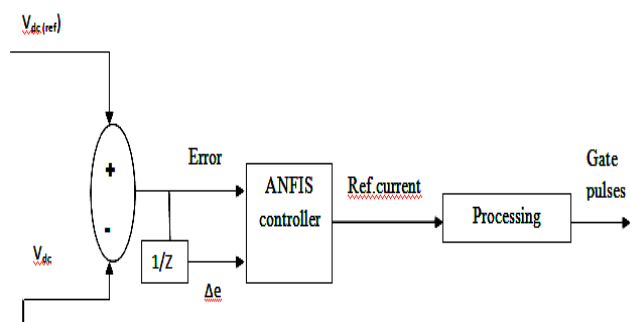 Vdc(ref)
+
-
Vdc
Error
1/Z
Δe
ANFIS
controller
Ref.current
Processing
Gate
pulses